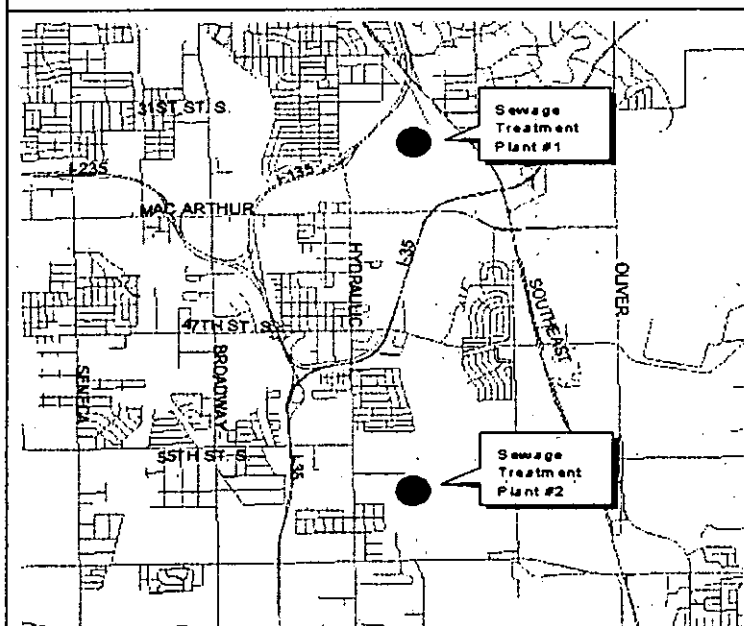 Sewage
Treatment
Plant #1
31ST ST. S.
I-235
I-135
MAC ARTHUR
HYDRAULIC
I-35
SOUTHEAST
OLIVER
47TH ST. S.
BROADWAY
SENECA
55TH ST. S.
I-35
Sewage
Treatment
Plant #2